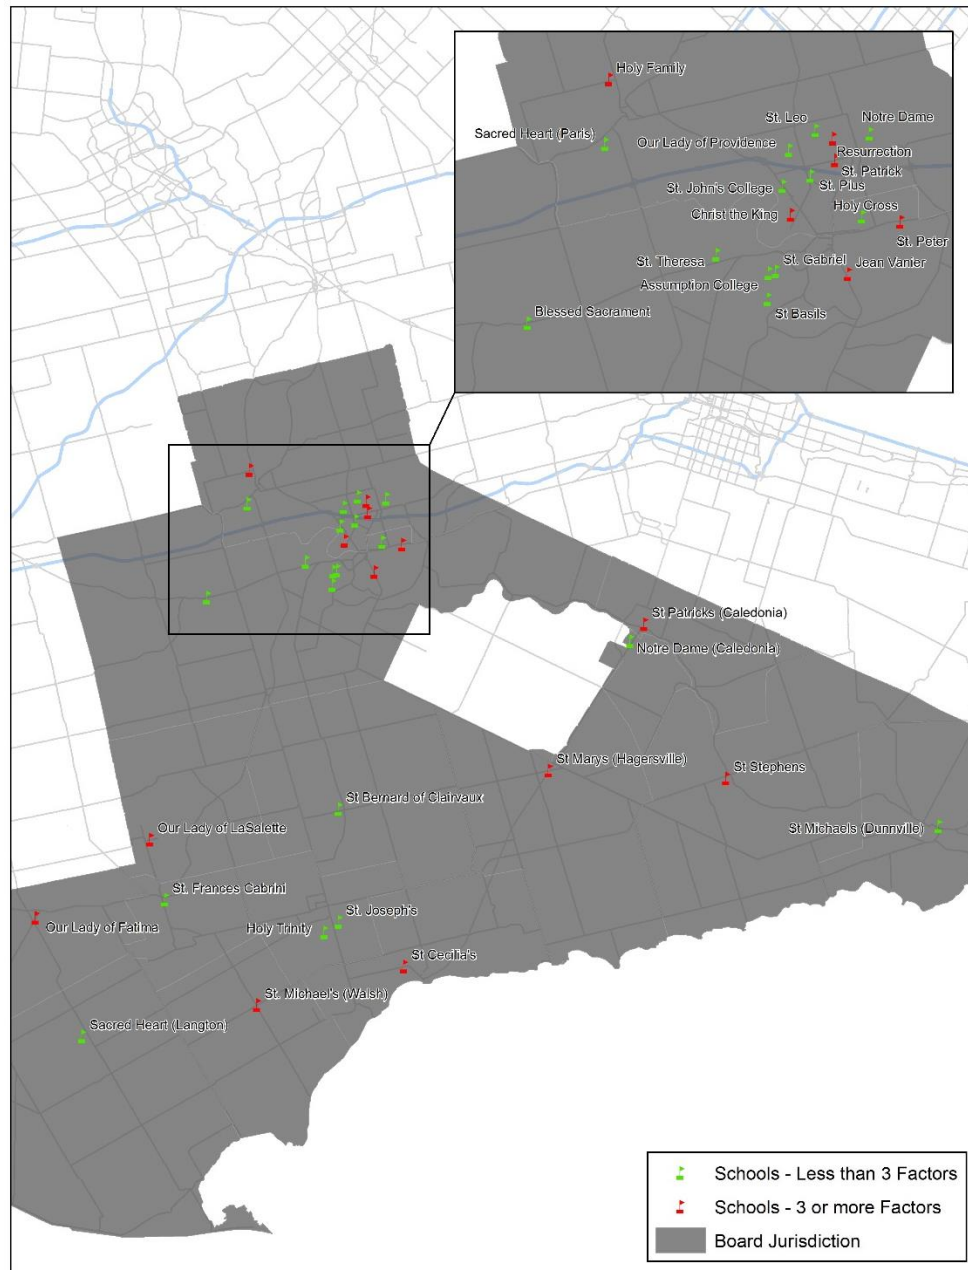 Holy Family
St. Leo
Notre Dame
Sacred Heart (Paris)
Our Lady of Providence
Resurrection
St. Patrick
St. John's College
St. Pius
Christ the King
Holy Cross
St. Peter
St. Theresa
St. Gabriel
Jean Vanier
Assumption College
Blessed Sacrament
St Basils
St Patricks (Caledonia)
Notre Dame (Caledonia)
St Marys (Hagersville)
St Stephens
St Bernard of Clairvaux
Our Lady of LaSalette
St Michaels (Dunnville)
St. Frances Cabrini
St. Joseph's
Our Lady of Fatima
Holy Trinity
St Cecilia's
St. Michael's (Walsh)
Sacred Heart (Langton)
Schools - Less than 3 Factors
Schools - 3 or more Factors
Board Jurisdiction